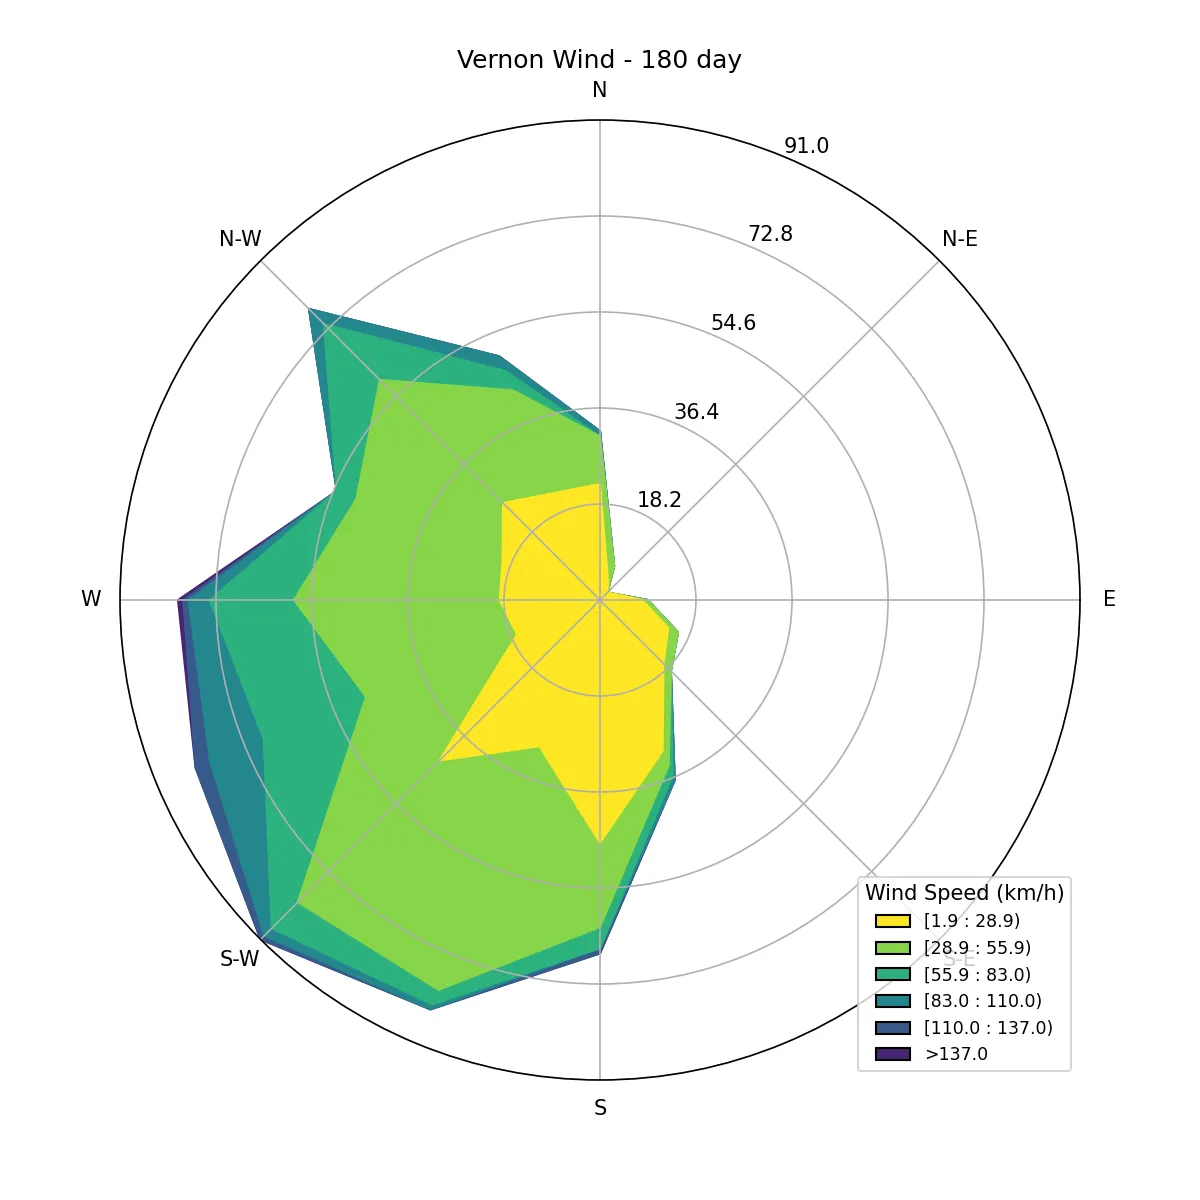 Vernon Wind - 180 day
N
91.0
72.8
N-W
N-E
54.6
36.4
18.2
W
E
S-W
S-E
Wind Speed (km/h)
[1.9 : 28.9)
[28.9 : 55.9)
[55.9 : 83.0)
[83.0 : 110.0)
[110.0 : 137.0)
>137.0
S